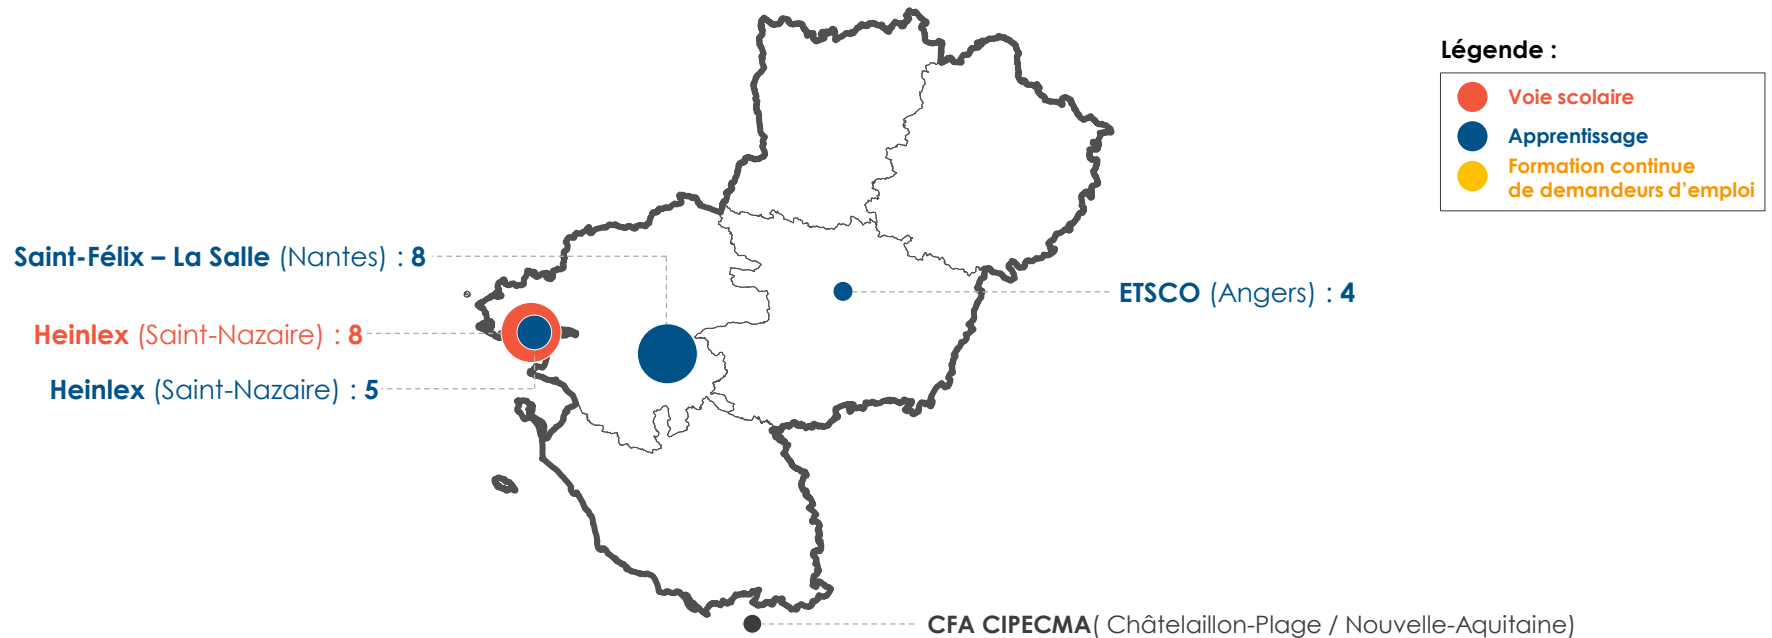 Légende :
Voie scolaire
Apprentissage
Formation continue
de demandeurs d'emploi
Saint-Félix – La Salle (Nantes) : 8
ETSCO (Angers) : 4
Heinlex (Saint-Nazaire) : 8
Heinlex (Saint-Nazaire) : 5
CFA CIPECMA( Châtelaillon-Plage / Nouvelle-Aquitaine)